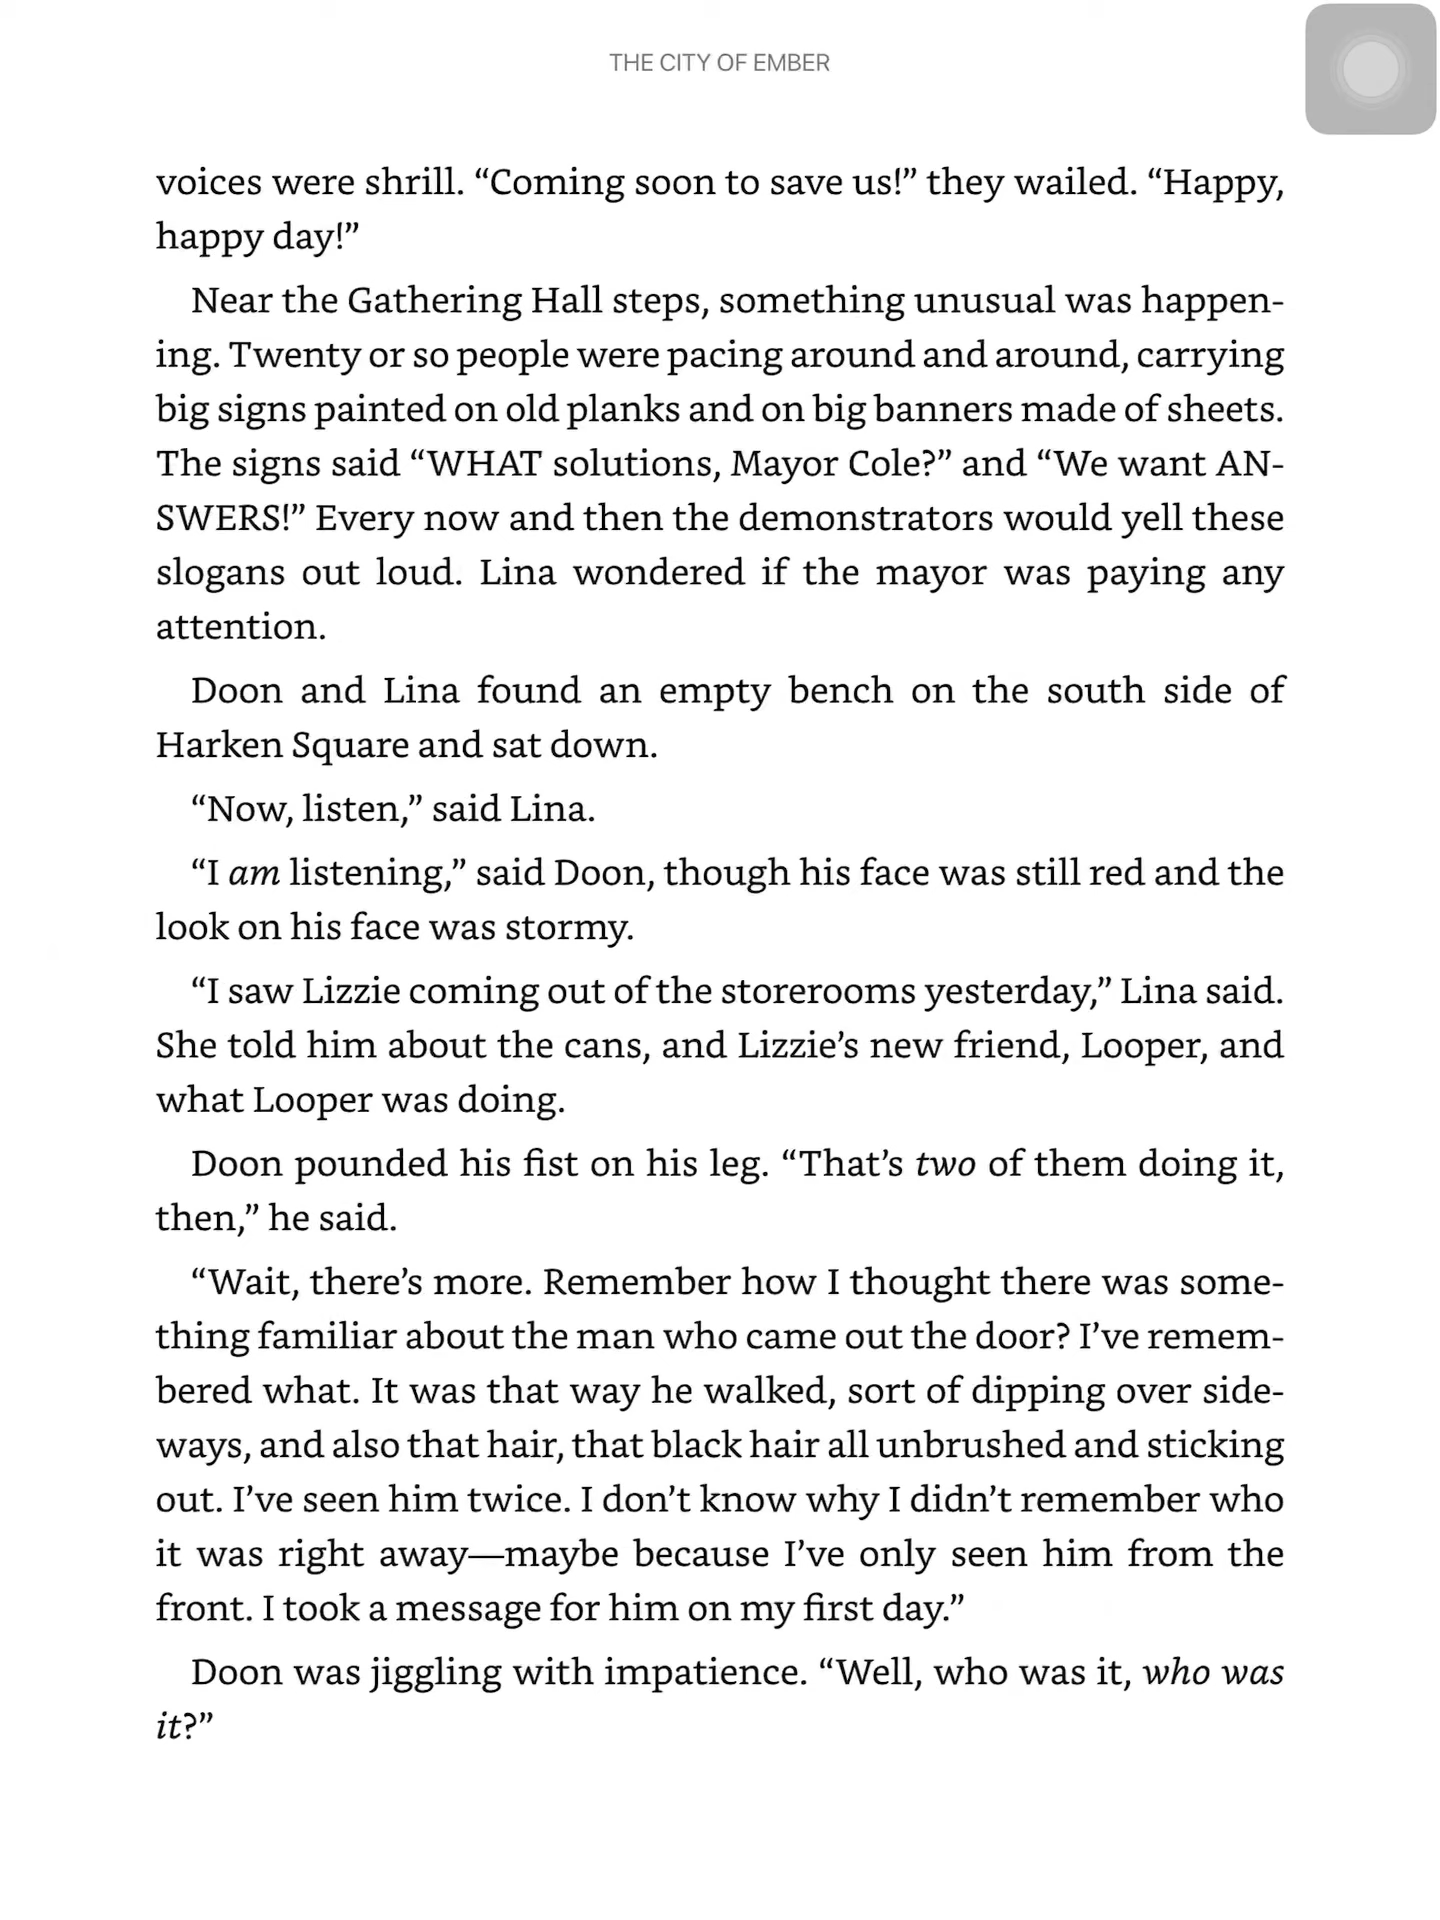 THE CITY OF EMBER
voices were shrill. “Coming soon to save us!” they wailed. “Happy,
happy day!”
Near the Gathering Hall steps, something unusual was happen-
ing. Twenty or so people were pacing around and around, carrying
big signs painted on old planks and on big banners made of sheets.
The signs said “WHAT solutions, Mayor Cole?” and “We want AN-
SWERS!” Every now and then the demonstrators would yell these
slogans out loud. Lina wondered if the mayor was paying any
attention.
Doon and Lina found an empty bench on the south side of
Harken Square and sat down.
“Now, listen,” said Lina.
“I am listening,” said Doon, though his face was still red and the
look on his face was stormy.
“I saw Lizzie coming out of the storerooms yesterday,” Lina said.
She told him about the cans, and Lizzie’s new friend, Looper, and
what Looper was doing.
Doon pounded his fist on his leg. “That’s two of them doing it,
then,” he said.
“Wait, there’s more. Remember how I thought there was some-
thing familiar about the man who came out the door? I’ve remem-
bered what. It was that way he walked, sort of dipping over side-
ways, and also that hair, that black hair all unbrushed and sticking
out. I’ve seen him twice. I don’t know why I didn’t remember who
it was right away—maybe because I’ve only seen him from the
front. I took a message for him on my first day.”
Doon was jiggling with impatience. “Well, who was it, who was
it?”